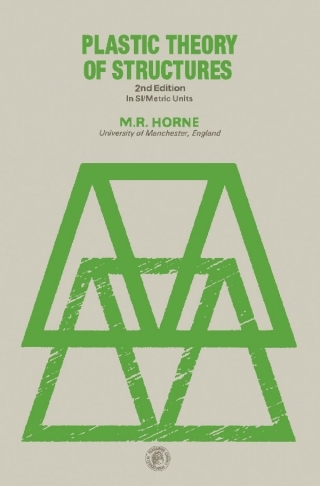 PLASTIC THEORY
OF STRUCTURES
2nd Edition
In SI/Metric Units
M.R. HORNE
University of Manchester, England